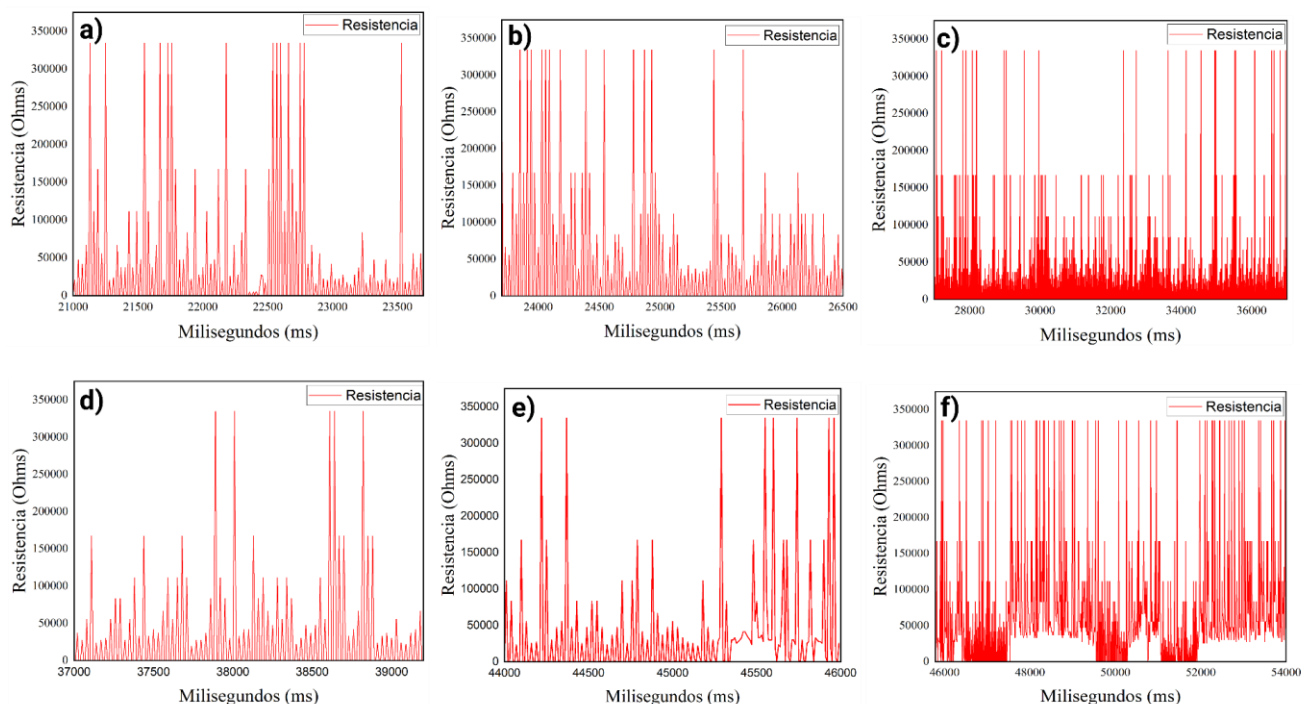 a)
Resistencia
Resistencia (Ohms)
350000
300000
250000
200000
150000
100000
50000
0
21000 21500 22000 22500 23000 23500
Milisegundos (ms)
b)
Resistencia
Resistencia (Ohms)
350000
300000
250000
200000
150000
100000
50000
0
24000 24500 25000 25500 26000 26500
Milisegundos (ms)
c)
Resistencia
Resistencia (Ohms)
350000
300000
250000
200000
150000
100000
50000
0
28000 30000 32000 34000 36000
Milisegundos (ms)
d)
Resistencia
Resistencia (Ohms)
350000
300000
250000
200000
150000
100000
50000
0
37000 37500 38000 38500 39000
Milisegundos (ms)
e)
Resistencia
Resistencia (Ohms)
350000
300000
250000
200000
150000
100000
50000
0
44000 44500 45000 45500 46000
Milisegundos (ms)
f)
Resistencia
Resistencia (Ohms)
350000
300000
250000
200000
150000
100000
50000
0
46000 48000 50000 52000 54000
Milisegundos (ms)